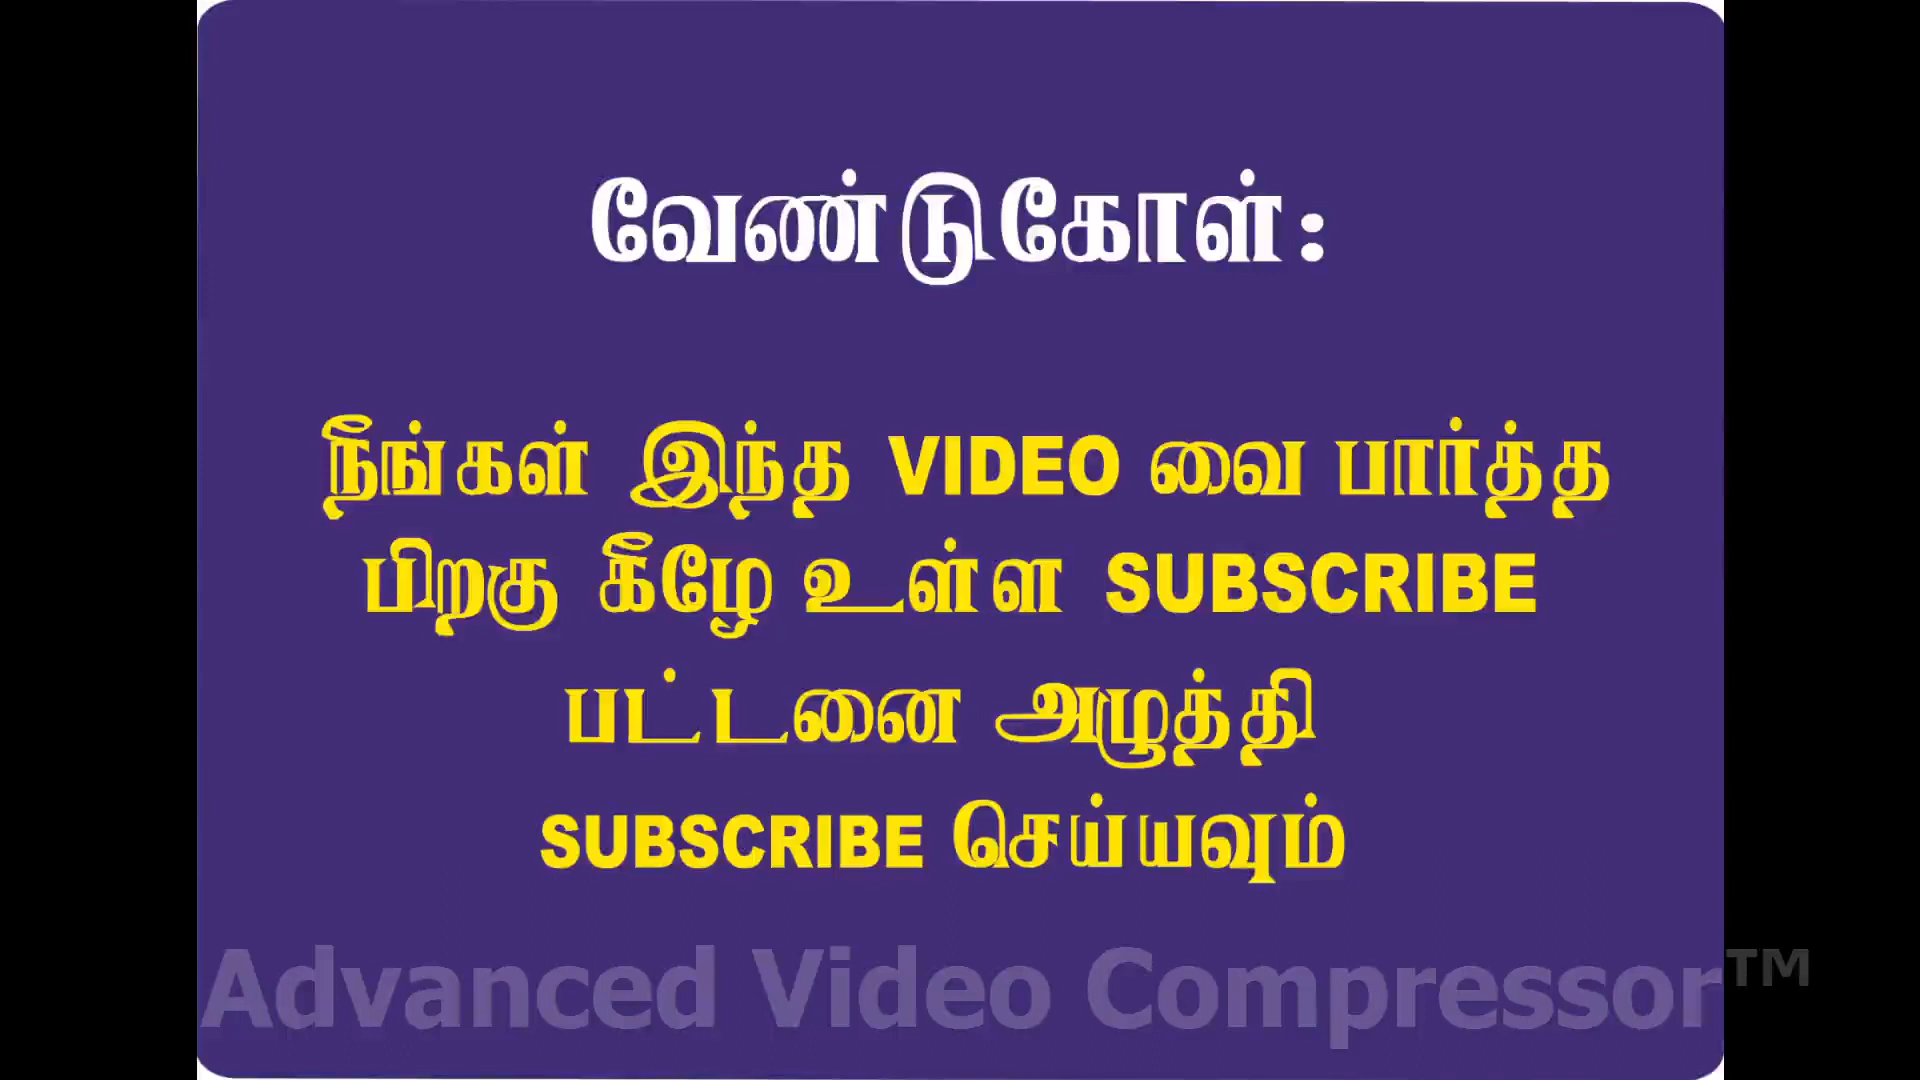 வேண்டுகோள்:
நீங்கள் இந்த VIDEO வை பார்த்த
பிறகு கீழே உள்ள SUBSCRIBE
பட்டனை அழுத்தி
SUBSCRIBE செய்யவும்
Advanced Video Compressor™